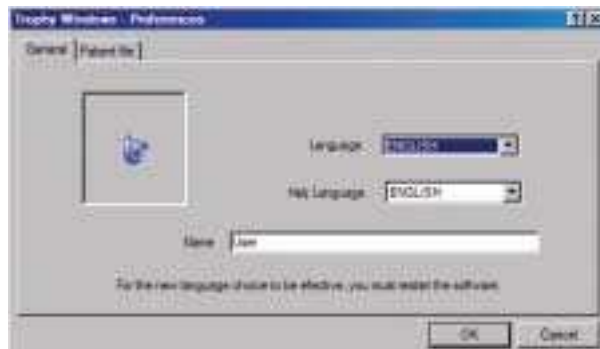 Trophy Windows - Preferences
General
Patient file
Language
ENGLISH
Help Language
ENGLISH
Name
User
For the new language choice to be effective, you must restart the software.
OK
Cancel